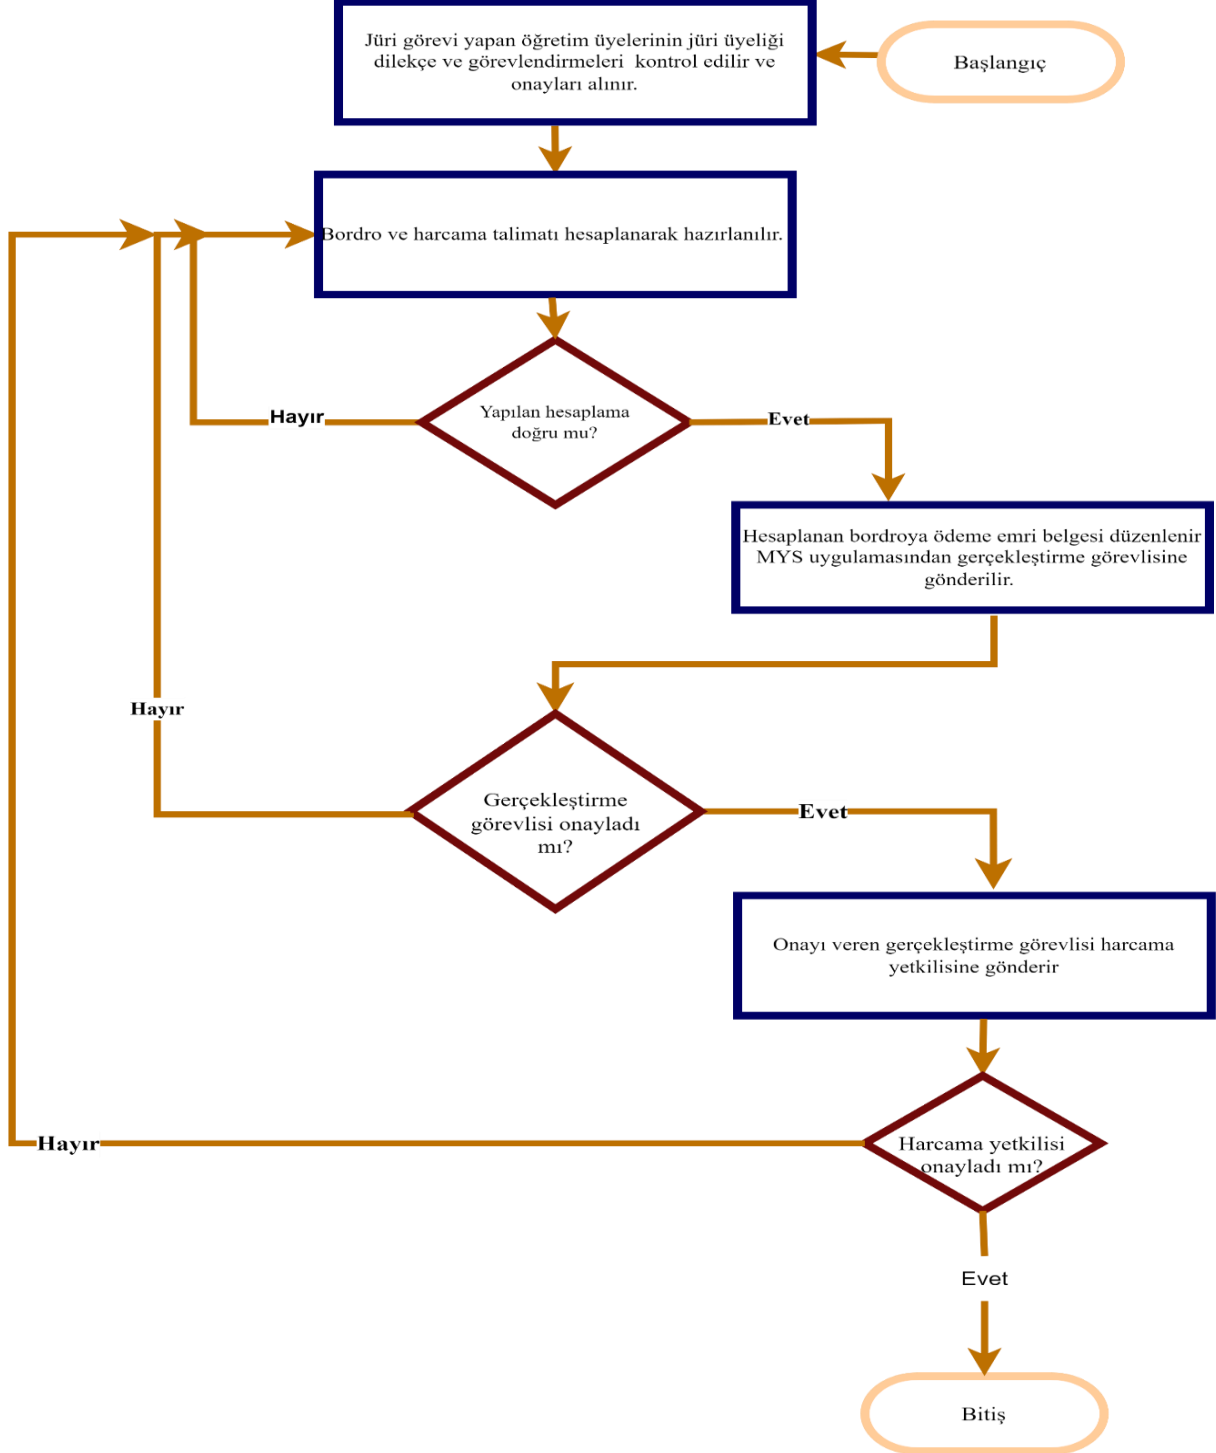 Başlangıç
Jüri görevi yapan öğretim üyelerinin jüri üyeliği
dilekçe ve görevlendirmeleri  kontrol edilir ve
onayları alınır.
Bordro ve harcama talimatı hesaplanarak hazırlanılır.
Yapılan hesaplama
doğru mu?
Hayır
Evet
Hesaplanan bordroya ödeme emri belgesi düzenlenir
MYS uygulamasından gerçekleştirme görevlisine
gönderilir.
Gerçekleştirme
görevlisi onayladı
mı?
Hayır
Evet
Onayı veren gerçekleştirme görevlisi harcama
yetkilisine gönderir
Harcama yetkilisi
onayladı mı?
Hayır
Evet
Bitiş